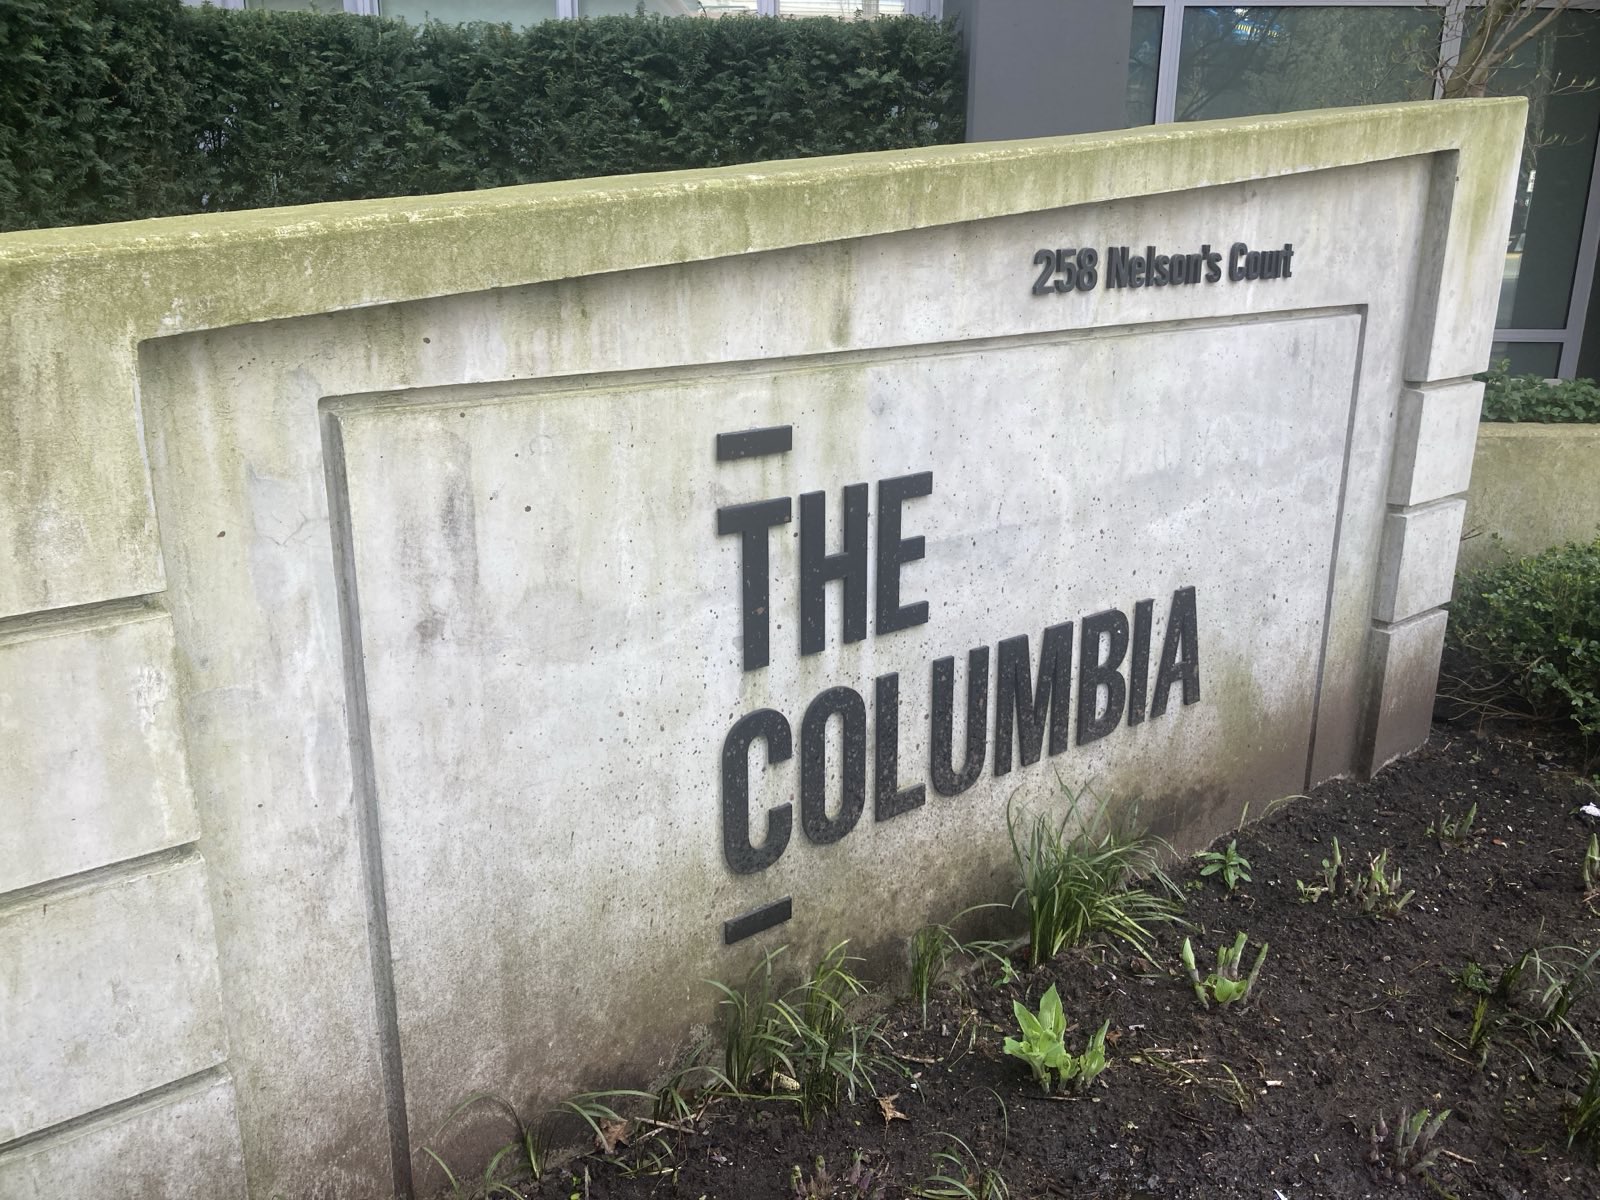 258 Nelson's Court
THE
COLUMBIA